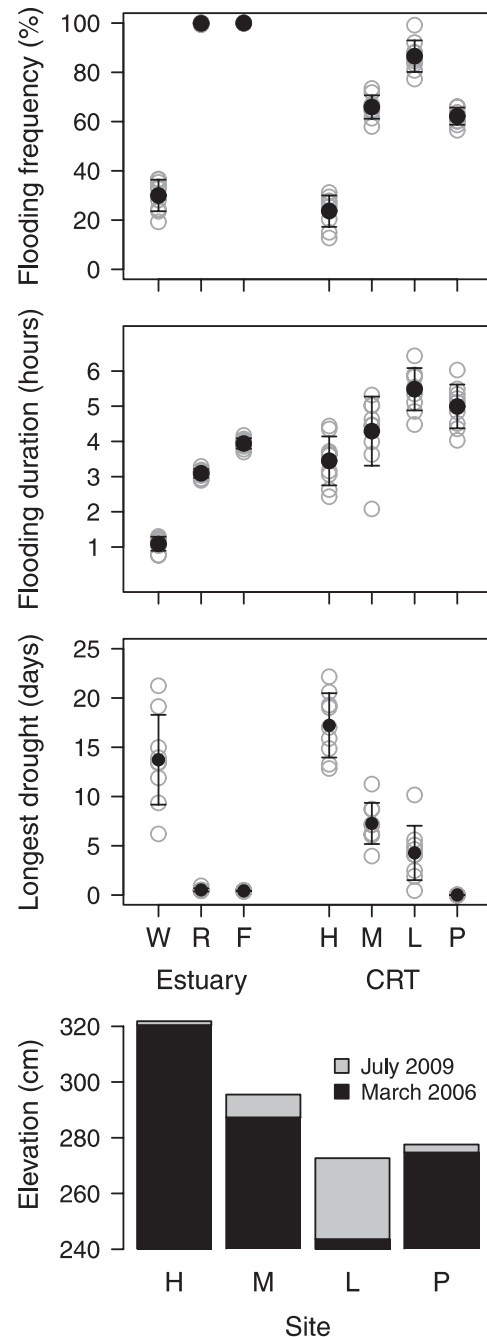 Flooding frequency (%)
100
80
60
40
20
0
Flooding duration (hours)
6
5
4
3
2
1
Longest drought (days)
25
20
15
10
5
0
W R F H M L P
Estuary CRT
Elevation (cm)
320
300
280
260
240
July 2009
March 2006
H M L P
Site